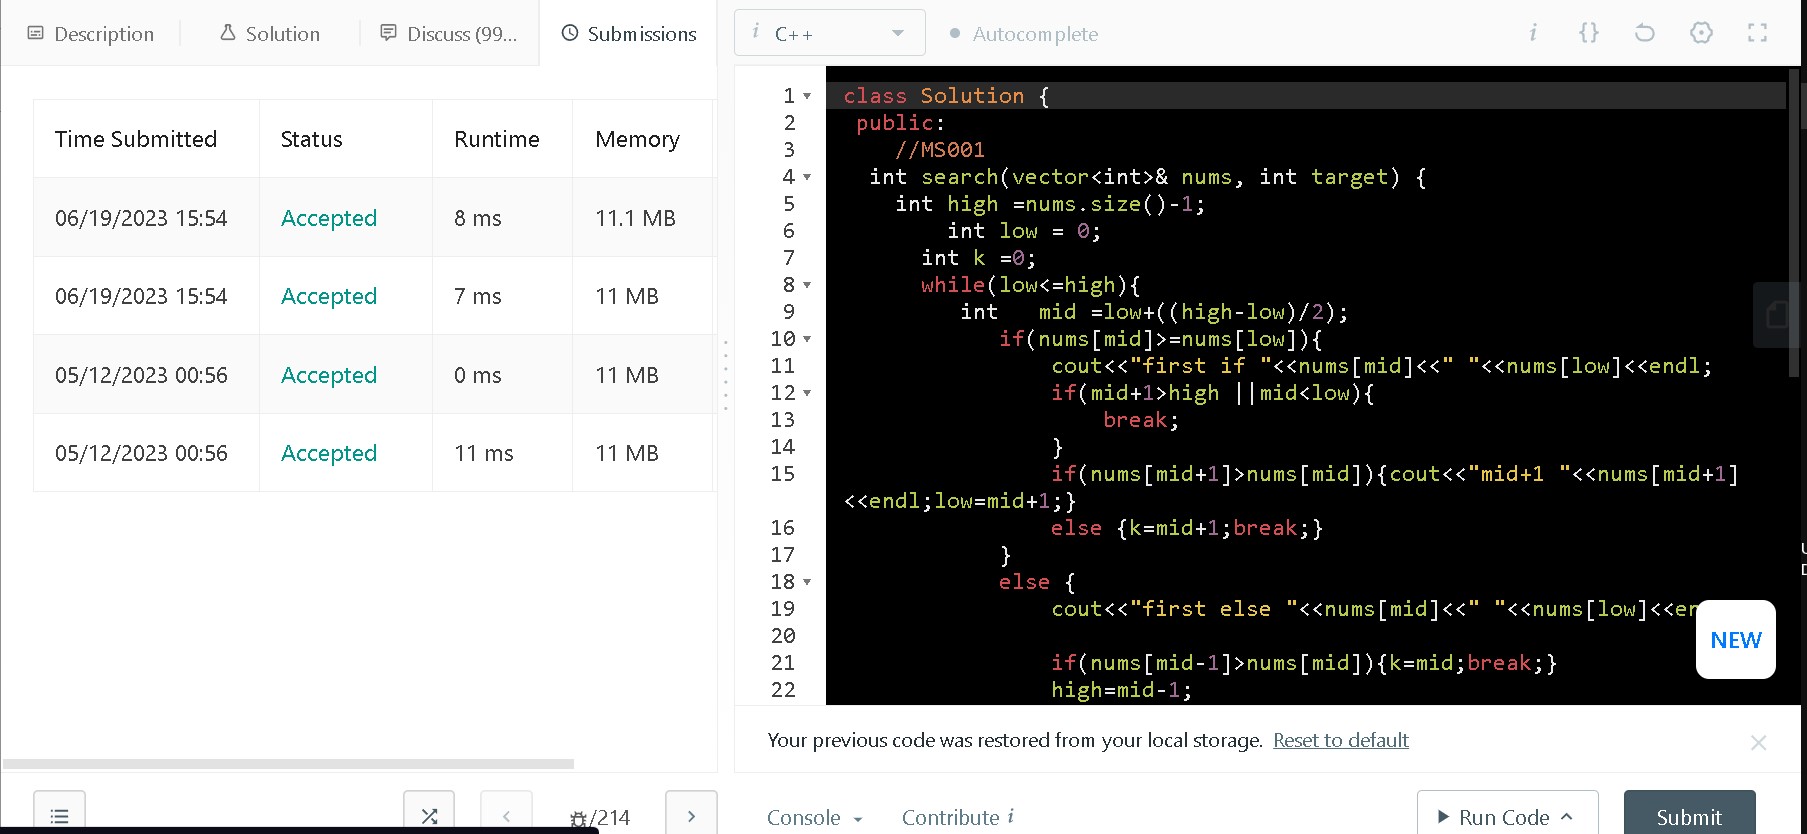 Description
Solution
Discuss (99...
Submissions
Time Submitted Status Runtime Memory
06/19/2023 15:54 Accepted 8 ms 11.1 MB
06/19/2023 15:54 Accepted 7 ms 11 MB
05/12/2023 00:56 Accepted 0 ms 11 MB
05/12/2023 00:56 Accepted 11 ms 11 MB
/214
i C++
Autocomplete
i {}
1 class Solution {
2 public:
3 //MS001
4 int search(vector<int>& nums, int target) {
5 int high =nums.size()-1;
6 int low = 0;
7 int k =0;
8 while(low<=high){
9 int   mid =low+((high-low)/2);
10 if(nums[mid]>=nums[low]){
11 cout<<"first if "<<nums[mid]<<" "<<nums[low]<<endl;
12 if(mid+1>high ||mid<low){
13 break;
14 }
15 if(nums[mid+1]>nums[mid]){cout<<"mid+1 "<<nums[mid+1]
<<endl;low=mid+1;}
16 else {k=mid+1;break;}
17 }
18 else {
19 cout<<"first else "<<nums[mid]<<" "<<nums[low]<<en
20
21 if(nums[mid-1]>nums[mid]){k=mid;break;}
22 high=mid-1;
NEW
Your previous code was restored from your local storage. Reset to default
Console
Contribute i
Run Code
Submit